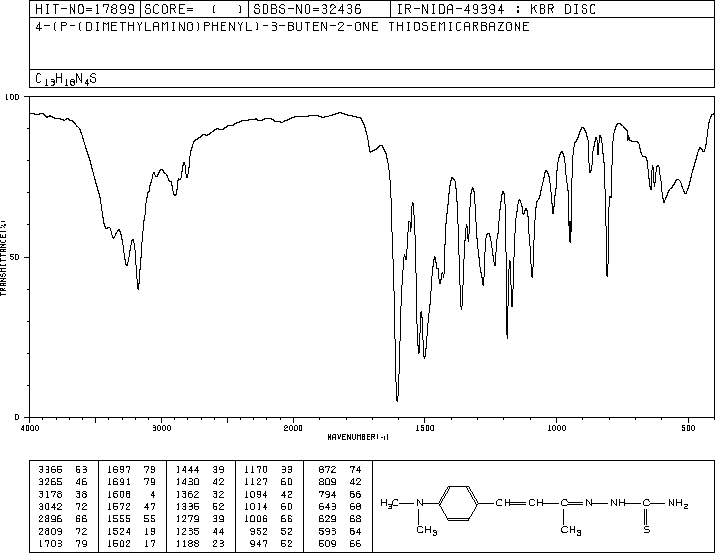 HIT-NO=17899 SCORE= ( ) SDBS-NO=32436 IR-NIDA-49394 : KBR DISC
4-(P-(DIMETHYLAMINO)PHENYL)-3-BUTEN-2-ONE THIOSEMICARBAZONE
C13H18N4S
100
TRANSMITTANCE(%)
50
0
4000 3000 2000 1500 1000 500
WAVENUMBER(-1)
3366 53 1697 79 1444 39 1170 33 872 74
3265 46 1691 79 1430 42 1127 60 809 42
3178 38 1608 4 1362 32 1094 42 794 66
3042 72 1572 47 1336 52 1014 60 643 68
2896 66 1555 55 1279 39 1006 66 629 68
2809 72 1524 19 1235 44 952 52 593 64
1703 79 1502 17 1188 23 947 52 509 66
H3C N CH CH C N NH C NH2
CH3 CH3 S